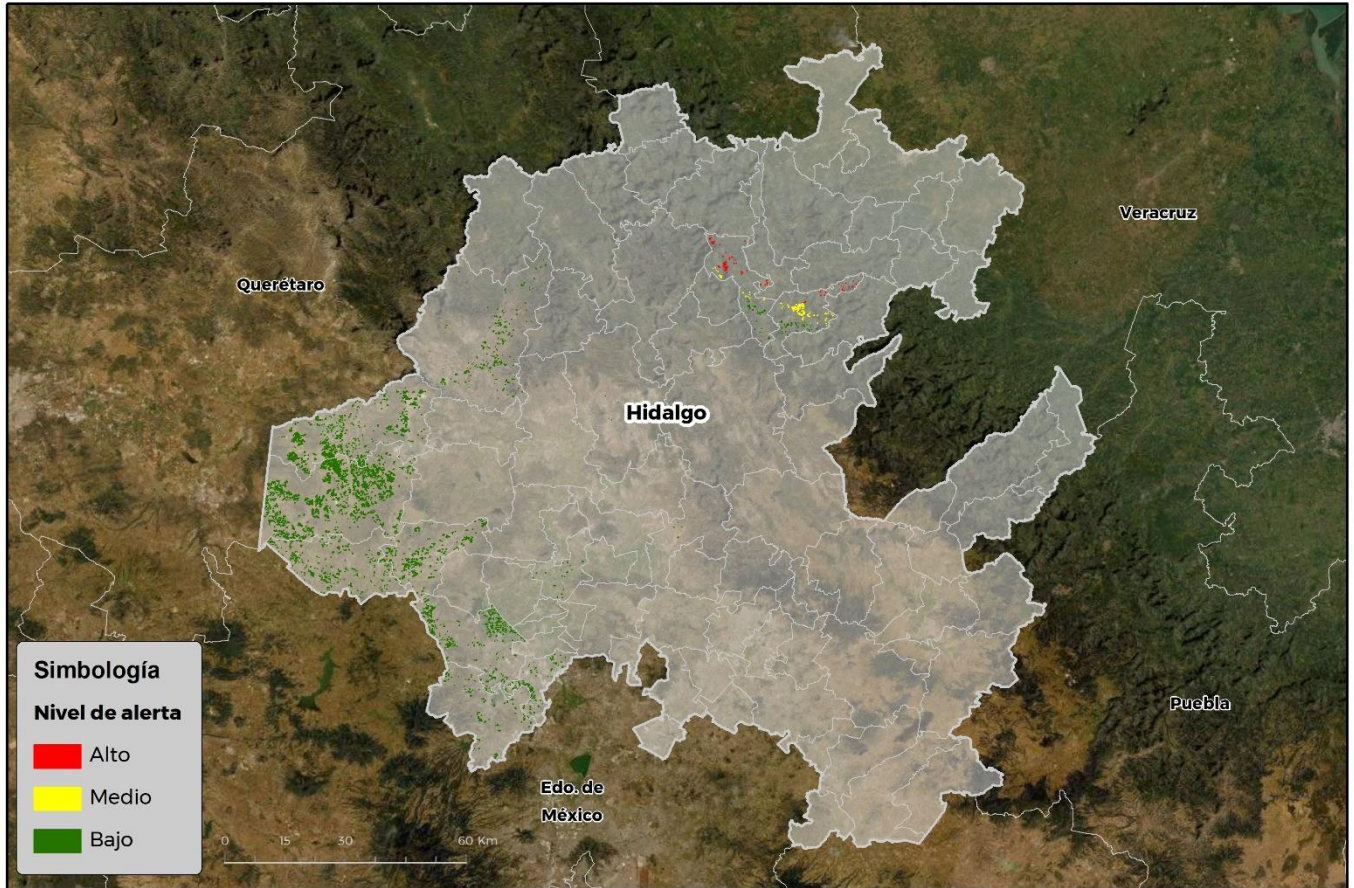 Veracruz
Querétaro
Hidalgo
Puebla
Edo. de
México
Simbología
Nivel de alerta
Alto
Medio
Bajo
0 15 30 60 Km